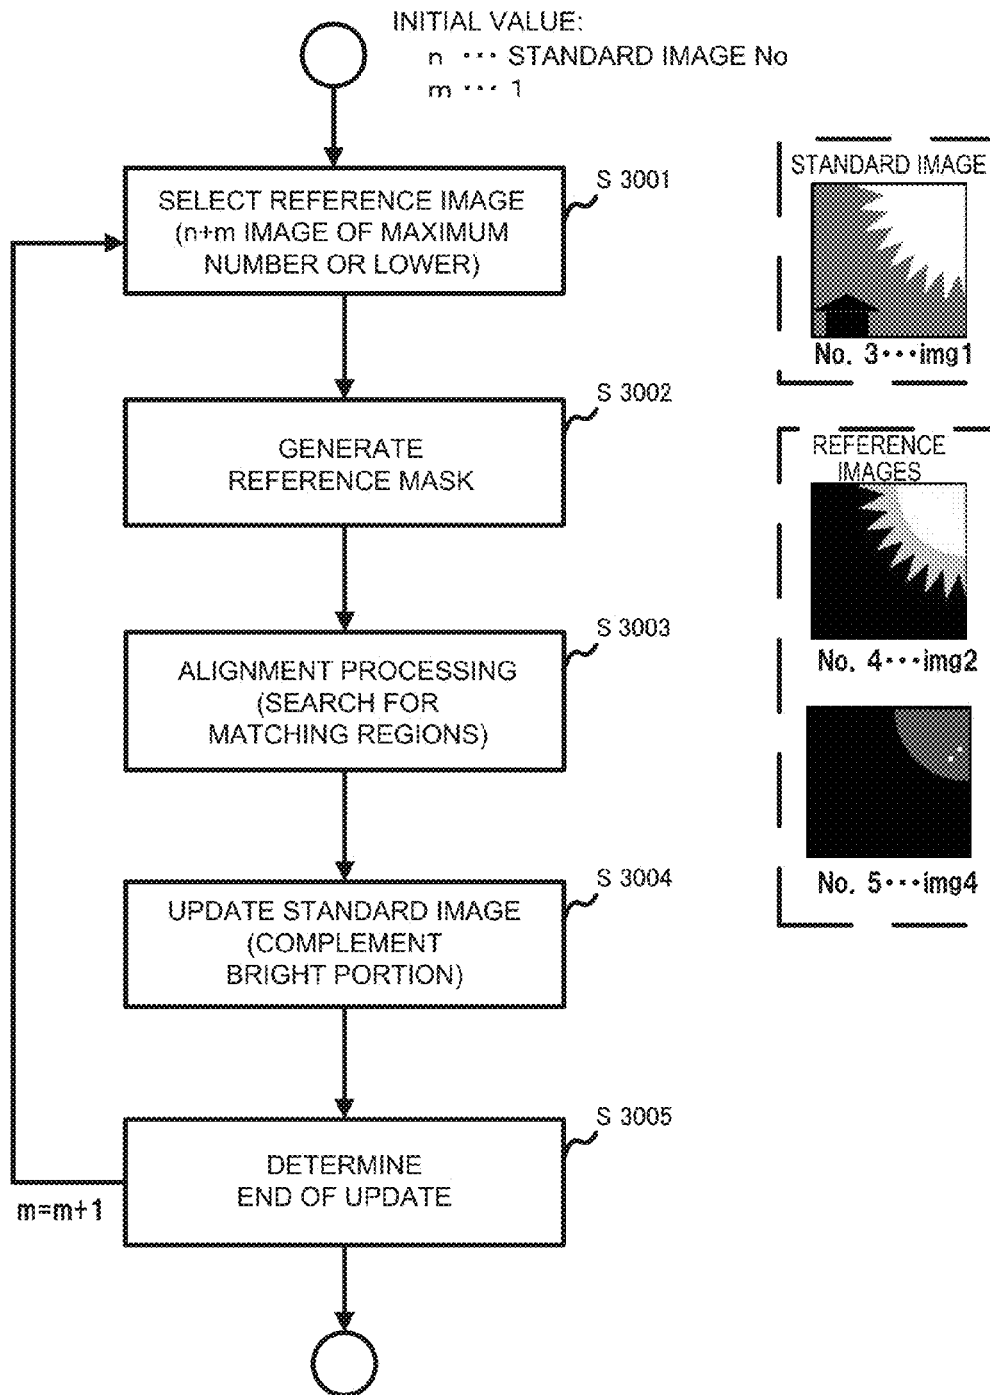 INITIAL VALUE:
n ••• STANDARD IMAGE No
m ••• 1
S 3001
SELECT REFERENCE IMAGE
(n+m IMAGE OF MAXIMUM
NUMBER OR LOWER)
S 3002
GENERATE
REFERENCE MASK
S 3003
ALIGNMENT PROCESSING
(SEARCH FOR
MATCHING REGIONS)
S 3004
UPDATE STANDARD IMAGE
(COMPLEMENT
BRIGHT PORTION)
S 3005
DETERMINE
END OF UPDATE
m=m+1
STANDARD IMAGE
No. 3•••img1
REFERENCE
IMAGES
No. 4•••img2
No. 5•••img4